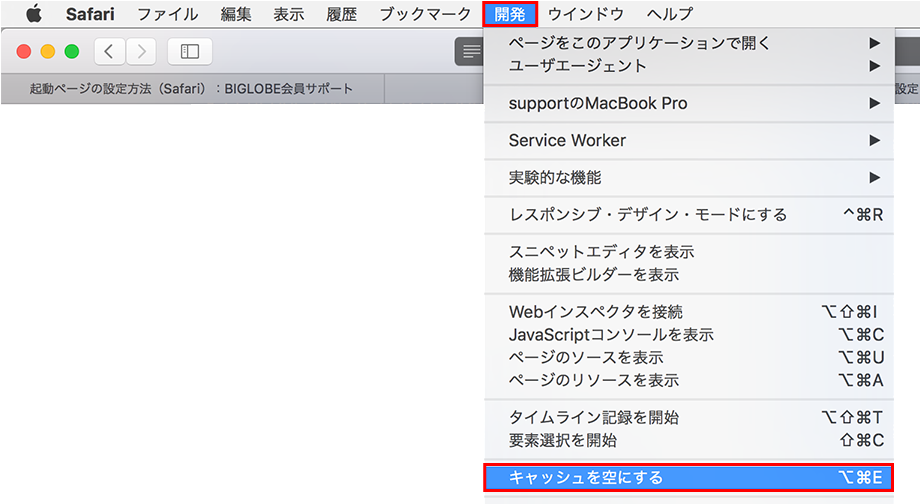 Safari ファイル 編集 表示 履歴 ブックマーク 開発 ウインドウ ヘルプ
起動ページの設定方法（Safari）：BIGLOBE会員サポート
設定
ページをこのアプリケーションで開く ▶
ユーザエージェント ▶
supportのMacBook Pro ▶
Service Worker ▶
実験的な機能 ▶
レスポンシブ・デザイン・モードにする ^⌘R
スニペットエディタを表示
機能拡張ビルダーを表示
Webインスペクタを接続 ⌥⇧⌘I
JavaScriptコンソールを表示 ⌥⌘C
ページのソースを表示 ⌥⌘U
ページのリソースを表示 ⌥⌘A
タイムライン記録を開始 ⌥⇧⌘T
要素選択を開始 ⇧⌘C
キャッシュを空にする ⌥⌘E